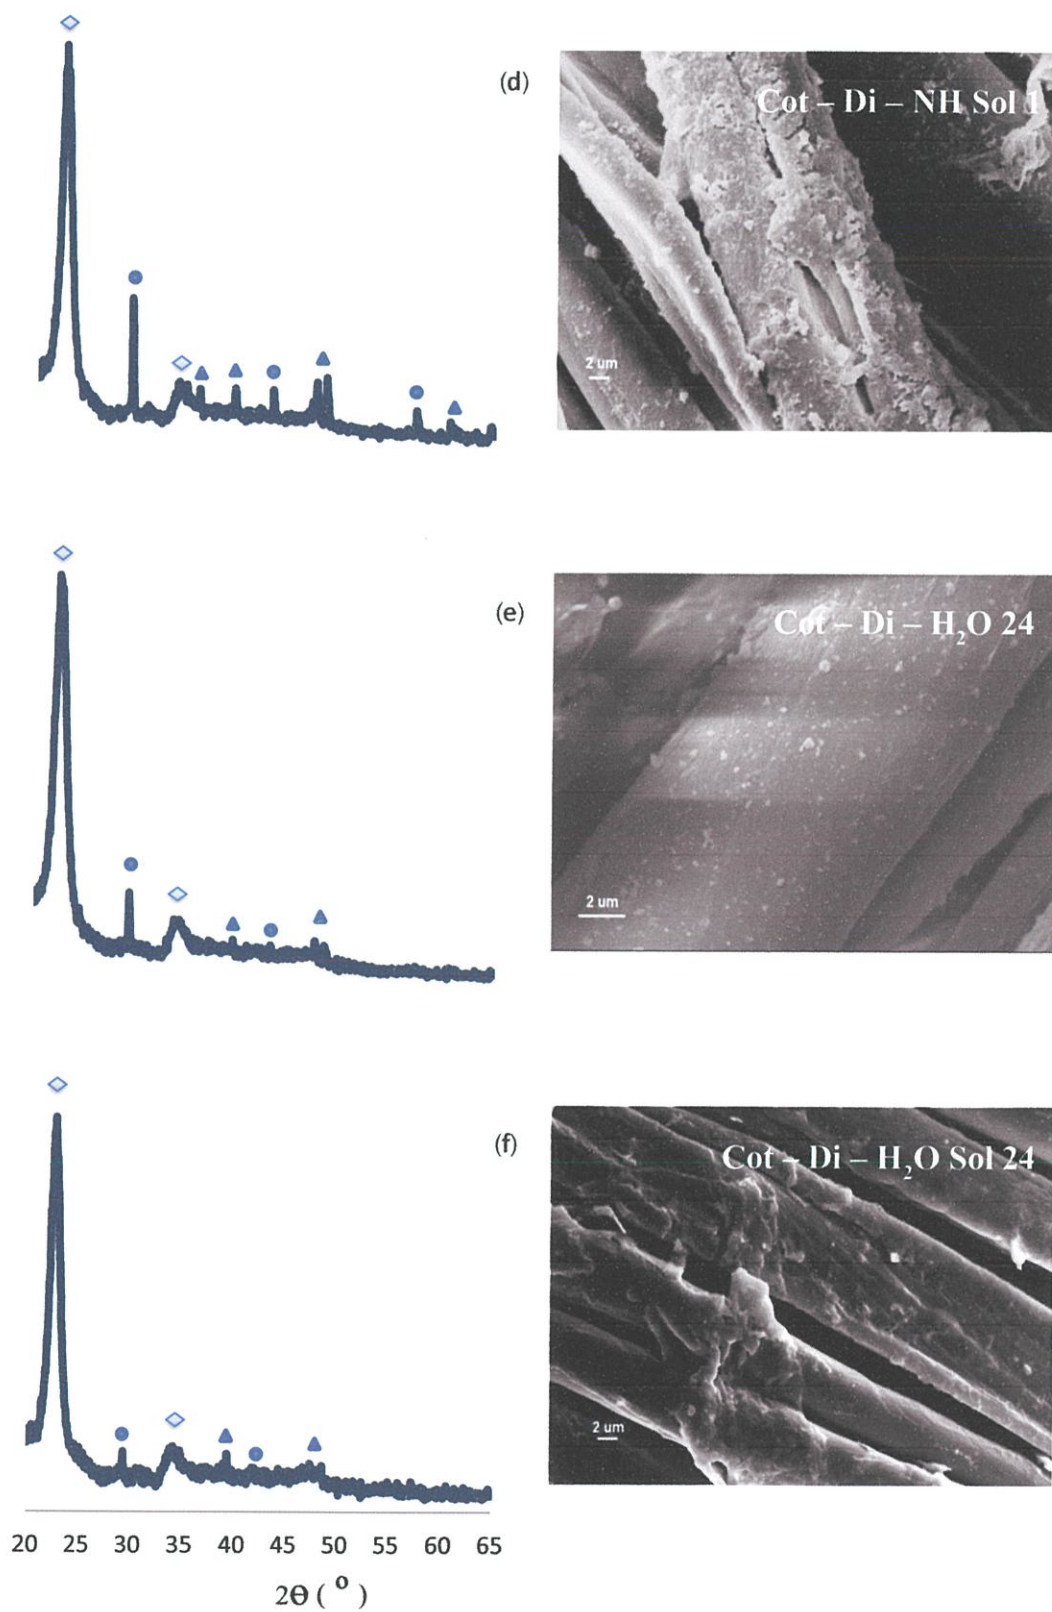 (d)
Cot – Di – NH Sol 1
2 um
(e)
Cot – Di – H₂O 24
2 um
(f)
Cot – Di – H₂O Sol 24
2 um
20 25 30 35 40 45 50 55 60 65
2Θ ( ° )